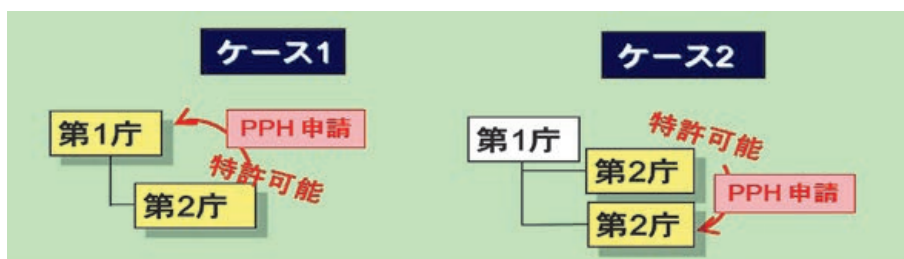 ケース1
第1庁
PPH 申請
特許可能
第2庁
ケース2
第1庁
特許可能
第2庁
PPH 申請
第2庁